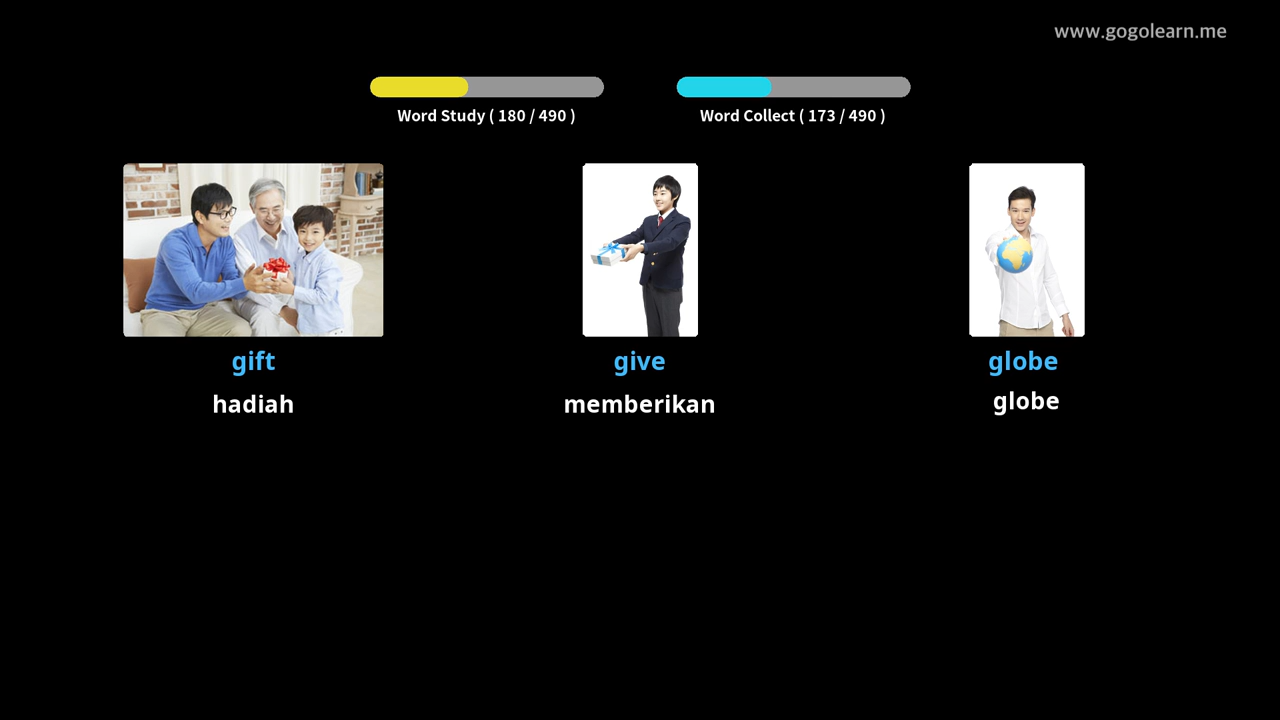 www.gogolearn.me
Word Study ( 180 / 490 )
Word Collect ( 173 / 490 )
gift
give
globe
hadiah
memberikan
globe